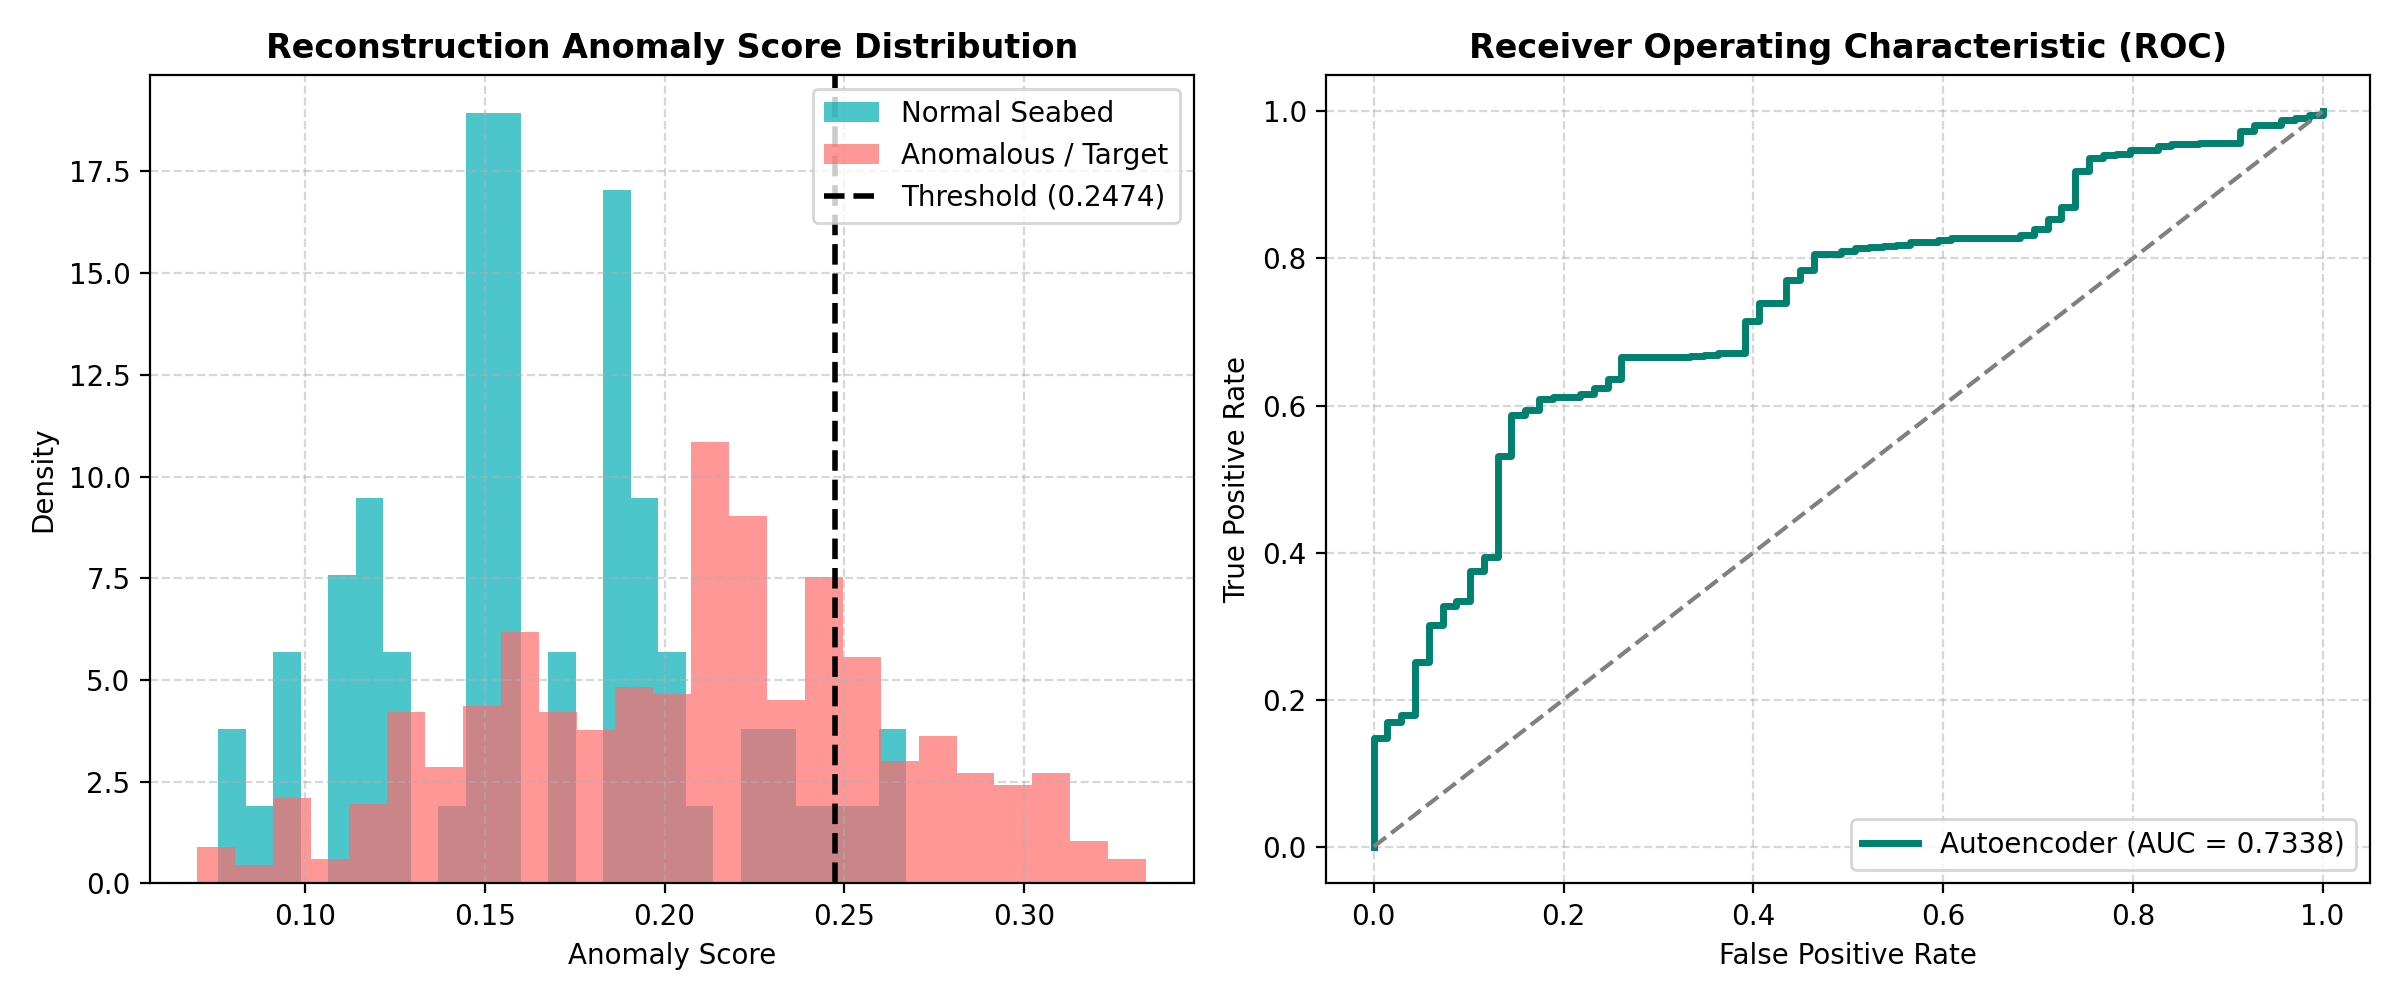 Reconstruction Anomaly Score Distribution
Density
17.5
15.0
12.5
10.0
7.5
5.0
2.5
0.0
Normal Seabed
Anomalous / Target
Threshold (0.2474)
0.10 0.15 0.20 0.25 0.30
Anomaly Score
Receiver Operating Characteristic (ROC)
True Positive Rate
1.0
0.8
0.6
0.4
0.2
0.0
Autoencoder (AUC = 0.7338)
0.0 0.2 0.4 0.6 0.8 1.0
False Positive Rate